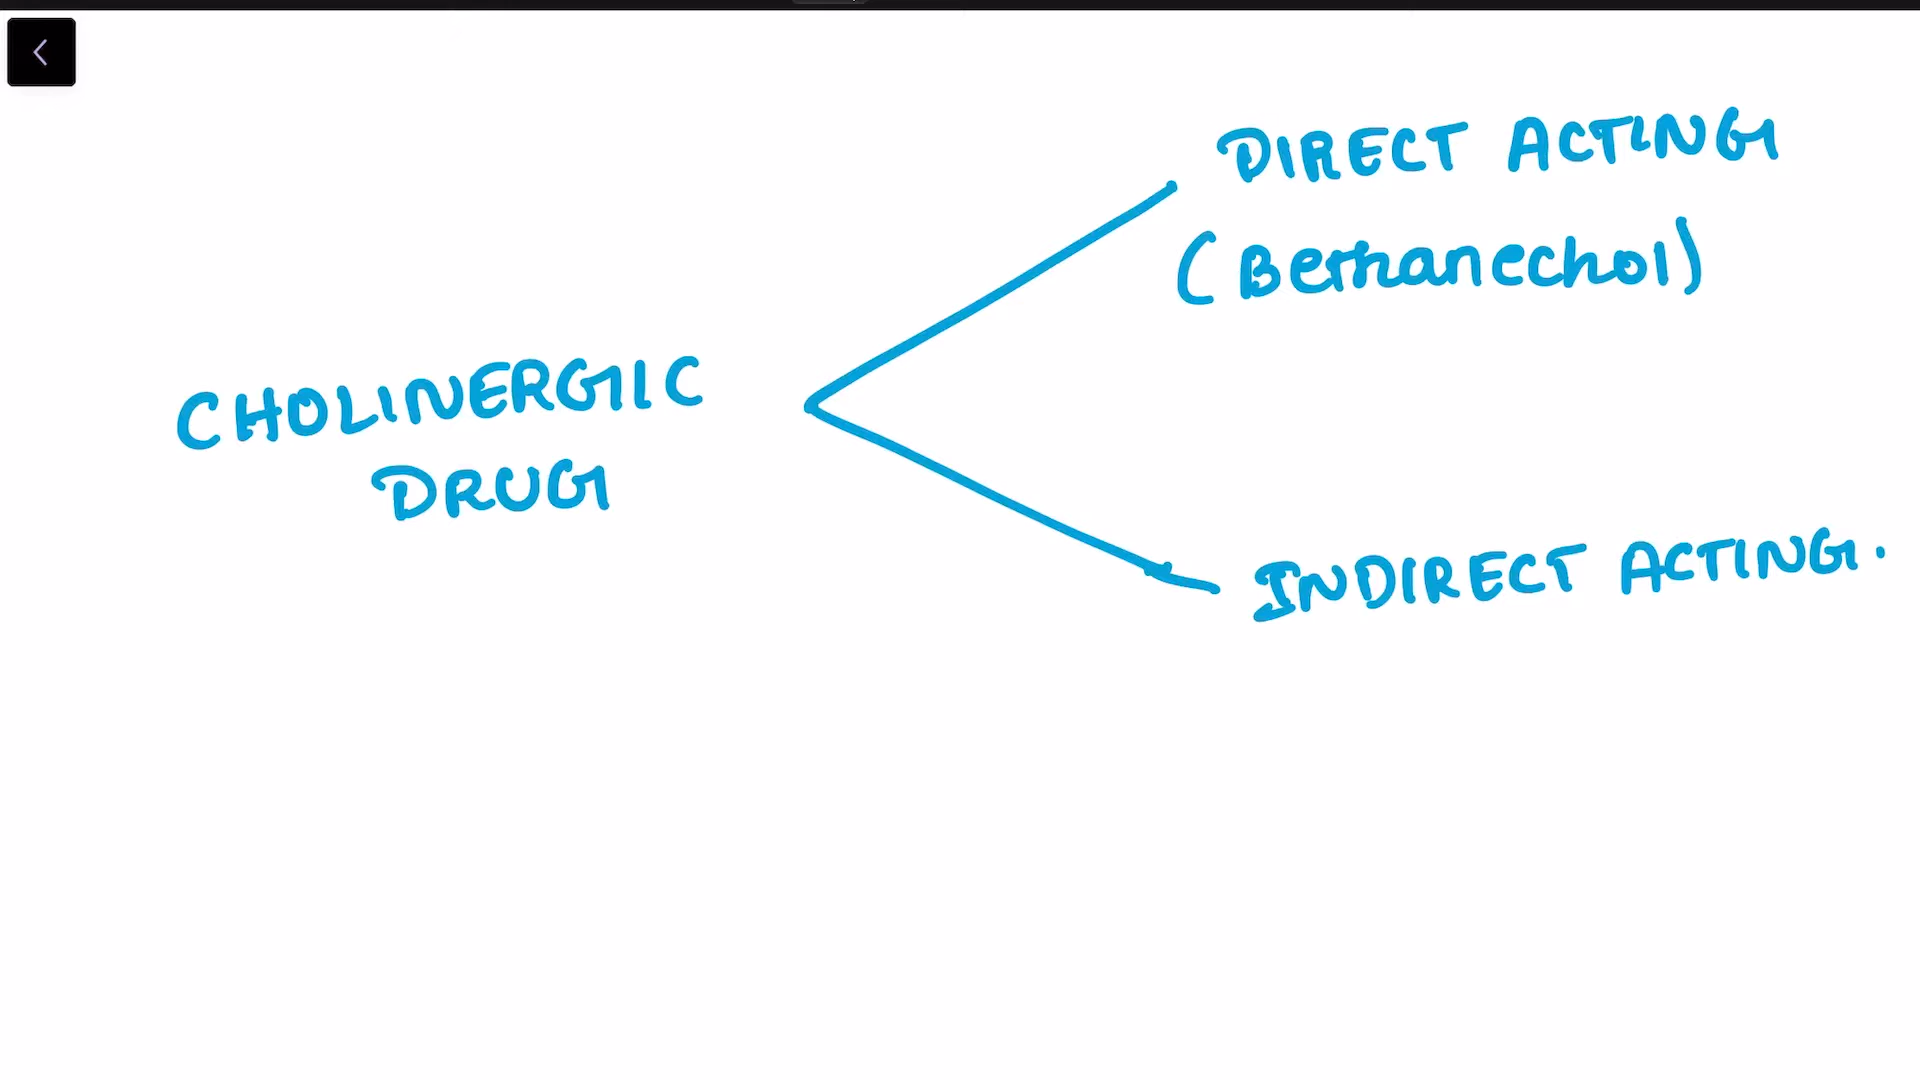 DIRECT ACTING
(Bethanechol)
CHOLINERGIC
DRUG
INDIRECT ACTING.